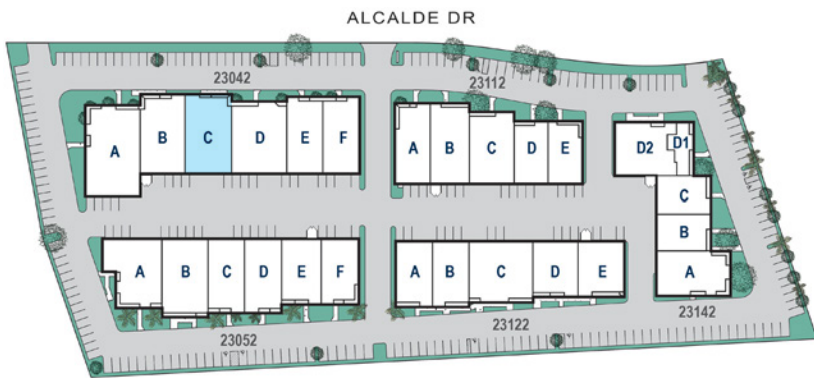 ALCALDE DR
23042
23112
A B C D E F
A B C D E
D2 D1
C
B
A
A B C D E F
A B C D E
23052
23122
23142